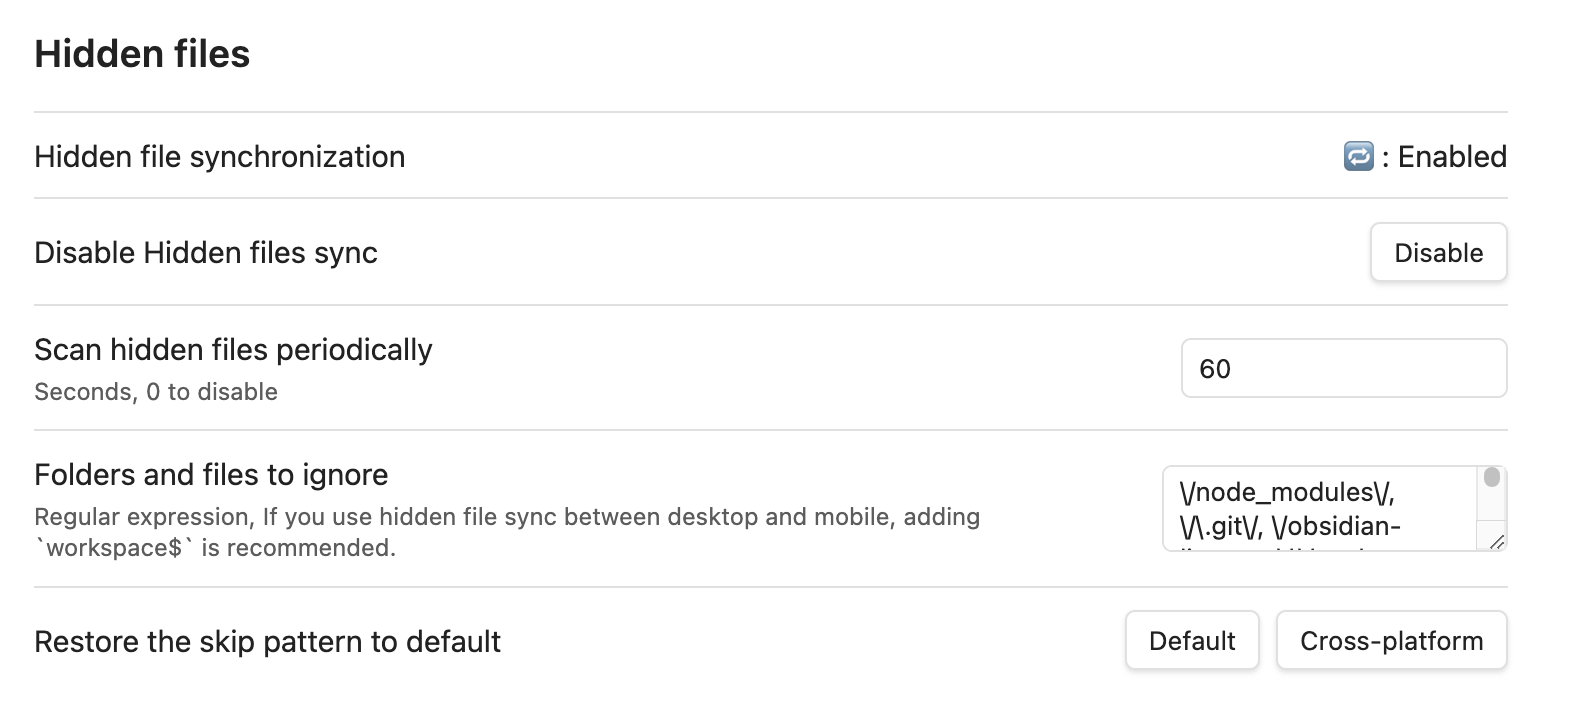 Hidden files
Hidden file synchronization
🔁 : Enabled
Disable Hidden files sync
Disable
Scan hidden files periodically
Seconds, 0 to disable
60
Folders and files to ignore
Regular expression, If you use hidden file sync between desktop and mobile, adding
`workspace$` is recommended.
\/node_modules\/,
\/\.git\/, \/obsidian-
Restore the skip pattern to default
Default
Cross-platform